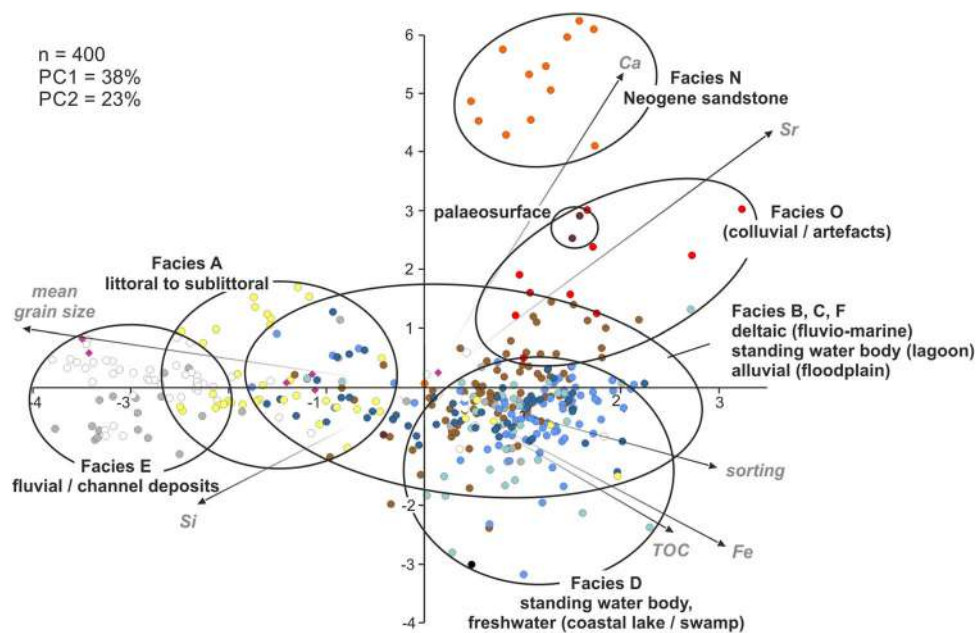 n = 400
PC1 = 38%
PC2 = 23%
6
5
4
3
2
1
-2
-3
-4
-4
-3
-1
2
3
Ca
Sr
Facies N
Neogene sandstone
palaeosurface
Facies O
(colluvial / artefacts)
Facies A
littoral to sublittoral
mean
grain size
Facies B, C, F
deltaic (fluvio-marine)
standing water body (lagoon)
alluvial (floodplain)
Facies E
fluvial / channel deposits
Si
sorting
TOC
Fe
Facies D
standing water body,
freshwater (coastal lake / swamp)